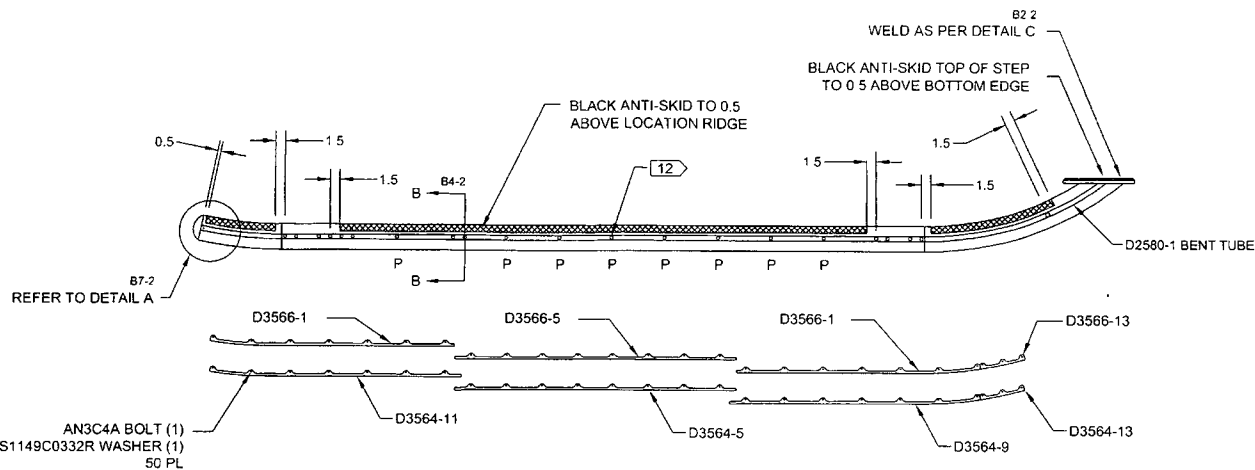 B2 2
WELD AS PER DETAIL C
BLACK ANTI-SKID TOP OF STEP
TO 0 5 ABOVE BOTTOM EDGE
BLACK ANTI-SKID TO 0.5
ABOVE LOCATION RIDGE
0.5
1 5
1.5
B4-2
B
12
1 5
1.5
1.5
D2580-1 BENT TUBE
P P P P P P P P
B
B7-2
REFER TO DETAIL A
D3566-1
D3566-5
D3566-1
D3566-13
AN3C4A BOLT (1)
S1149C0332R WASHER (1)
50 PL
D3564-11
D3564-5
D3564-9
D3564-13